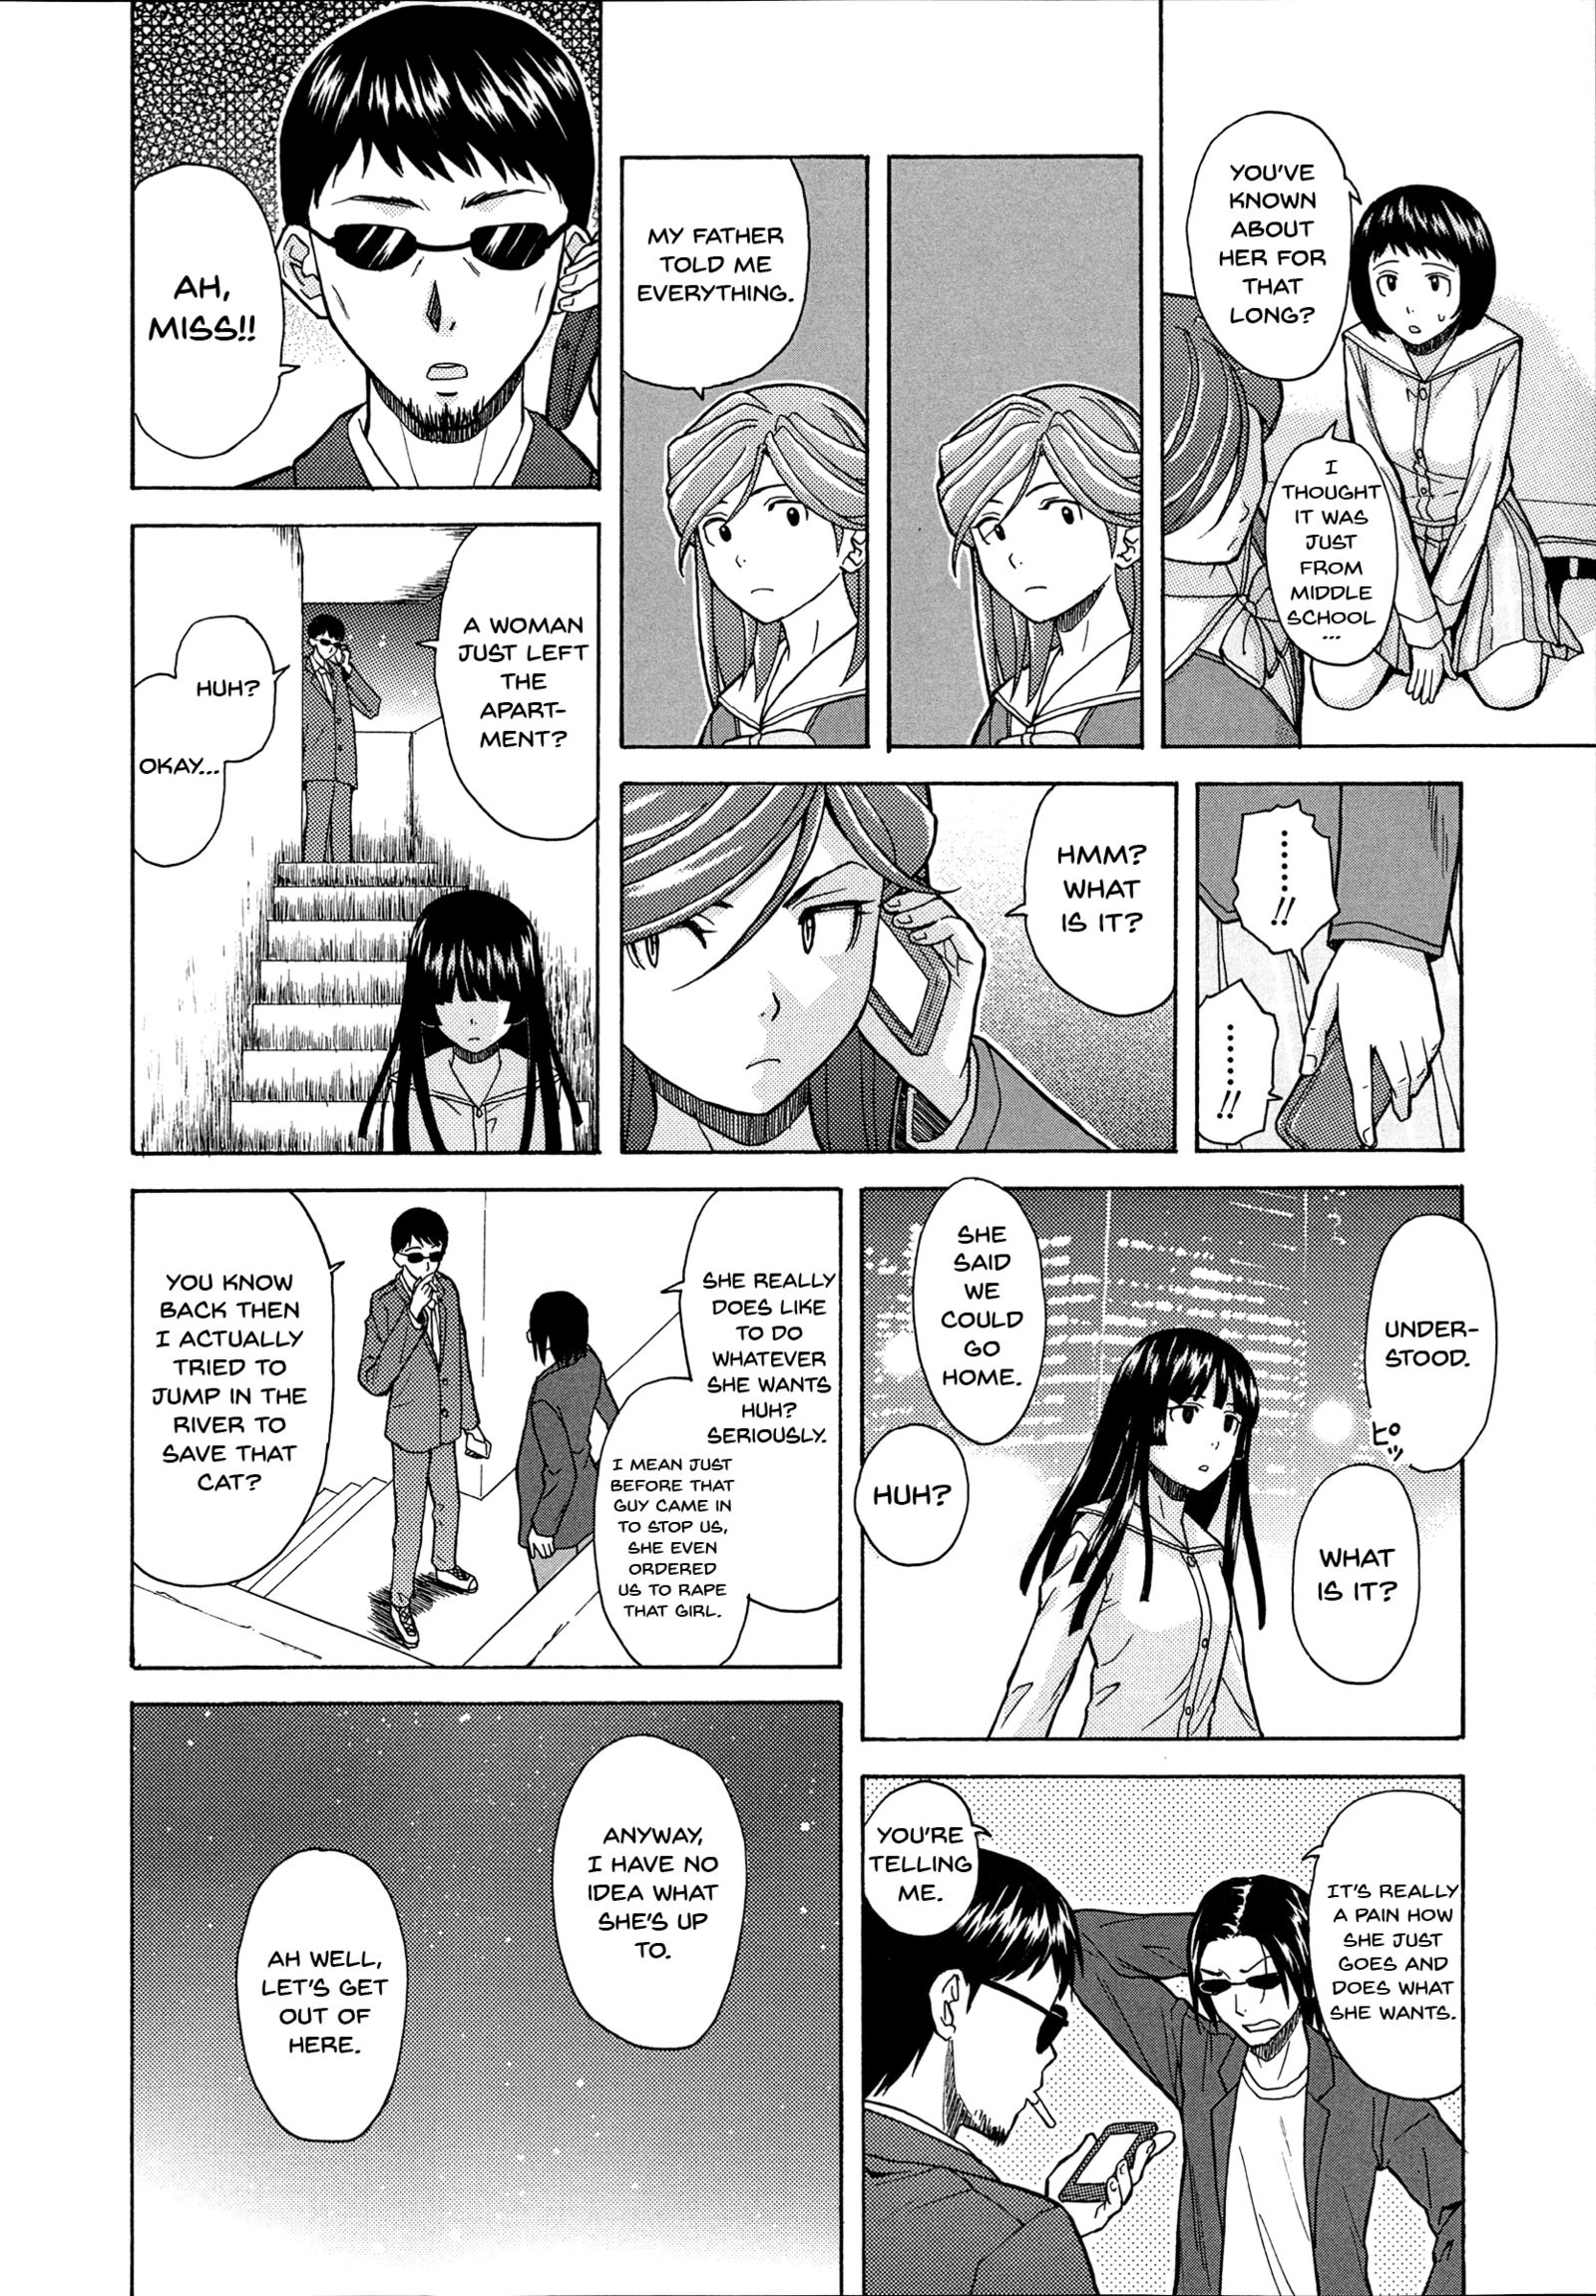 YOU'VE
KNOWN
ABOUT
HER FOR
THAT
LONG?
I
THOUGHT
IT WAS
JUST
FROM
MIDDLE
SCHOOL
...
MY FATHER
TOLD ME
EVERYTHING.
........!!
......!!
HMM?
WHAT
IS IT?
AH,
MISS!!
A WOMAN
JUST LEFT
THE
APART-
MENT?
HUH?
OKAY...
UNDER-
STOOD.
ピッ
WHAT
IS IT?
SHE
SAID
WE
COULD
GO
HOME.
HUH?
SHE REALLY
DOES LIKE
TO DO
WHATEVER
SHE WANTS
HUH?
SERIOUSLY.
I MEAN JUST
BEFORE THAT
GUY CAME IN
TO STOP US,
SHE EVEN
ORDERED
US TO RAPE
THAT GIRL.
YOU KNOW
BACK THEN
I ACTUALLY
TRIED TO
JUMP IN THE
RIVER TO
SAVE THAT
CAT?
IT'S REALLY
A PAIN HOW
SHE JUST
GOES AND
DOES WHAT
SHE WANTS.
YOU'RE
TELLING
ME.
ANYWAY,
I HAVE NO
IDEA WHAT
SHE'S UP
TO.
AH WELL,
LET'S GET
OUT OF
HERE.